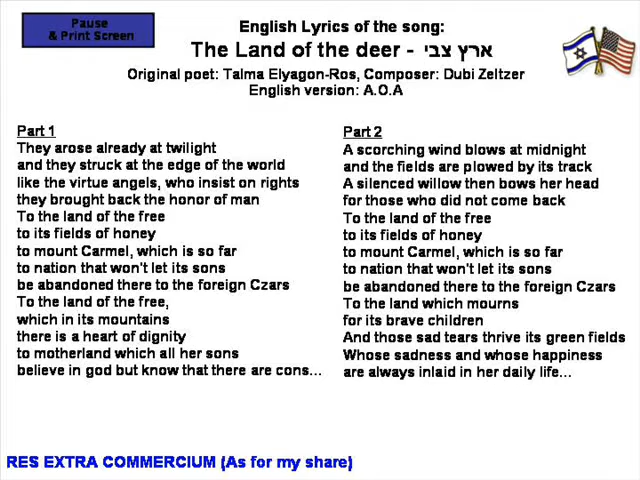 Pause
& Print Screen
English Lyrics of the song:
The Land of the deer - ארץ צבי
Original poet: Talma Elyagon-Ros, Composer: Dubi Zeltzer
English version: A.O.A
Part 1
They arose already at twilight
and they struck at the edge of the world
like the virtue angels, who insist on rights
they brought back the honor of man
To the land of the free
to its fields of honey
to mount Carmel, which is so far
to nation that won't let its sons
be abandoned there to the foreign Czars
To the land of the free,
which in its mountains
there is a heart of dignity
to motherland which all her sons
believe in god but know that there are cons...
Part 2
A scorching wind blows at midnight
and the fields are plowed by its track
A silenced willow then bows her head
for those who did not come back
To the land of the free
to its fields of honey
to mount Carmel, which is so far
to nation that won't let its sons
be abandoned there to the foreign Czars
To the land which mourns
for its brave children
And those sad tears thrive its green fields
Whose sadness and whose happiness
are always inlaid in her daily life...
RES EXTRA COMMERCIUM (As for my share)